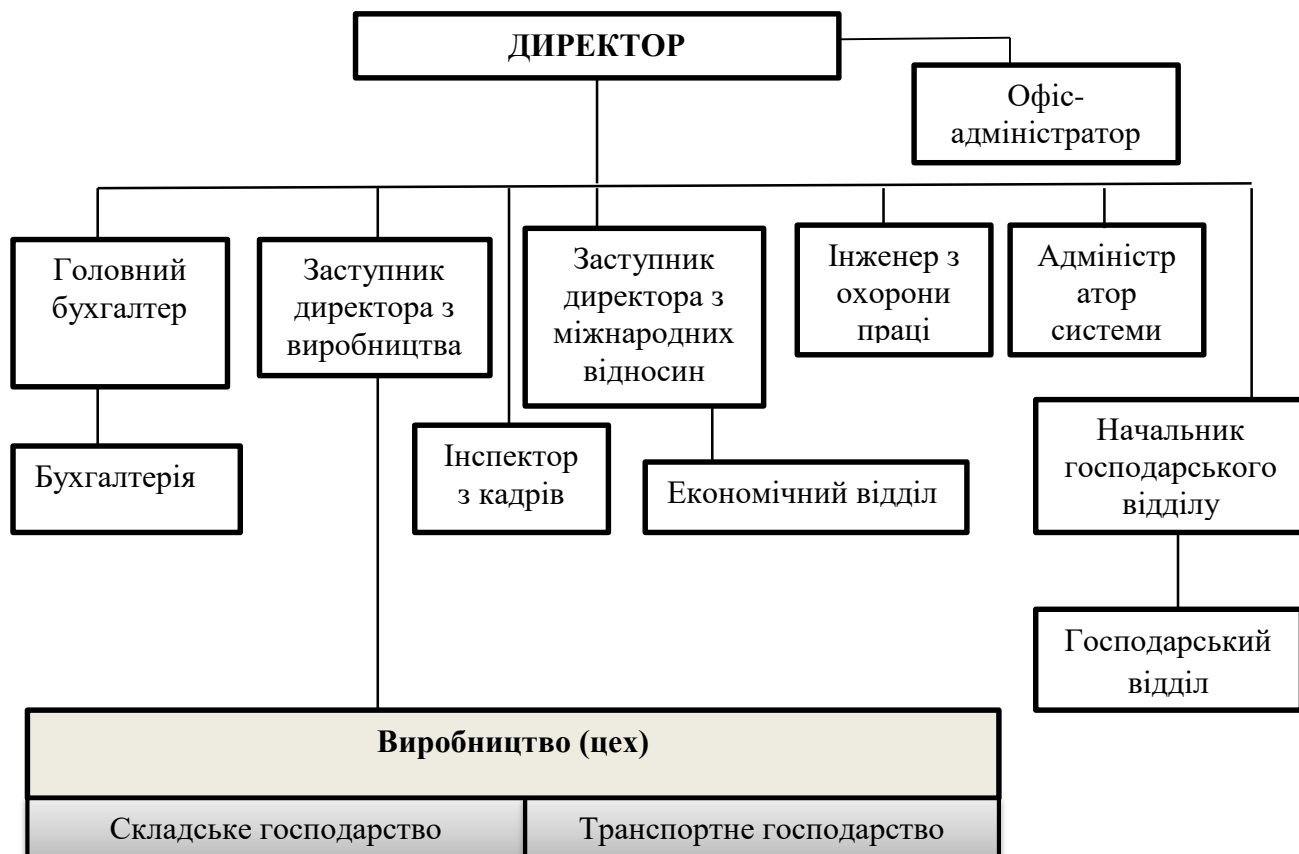 ДИРЕКТОР
Офіс-
адміністратор
Головний
бухгалтер
Заступник
директора з
виробництва
Заступник
директора з
міжнародних
відносин
Інженер з
охорони
праці
Адміністр
атор
системи
Бухгалтерія
Інспектор
з кадрів
Економічний відділ
Начальник
господарського
відділу
Господарський
відділ
Виробництво (цех)
Складське господарство
Транспортне господарство